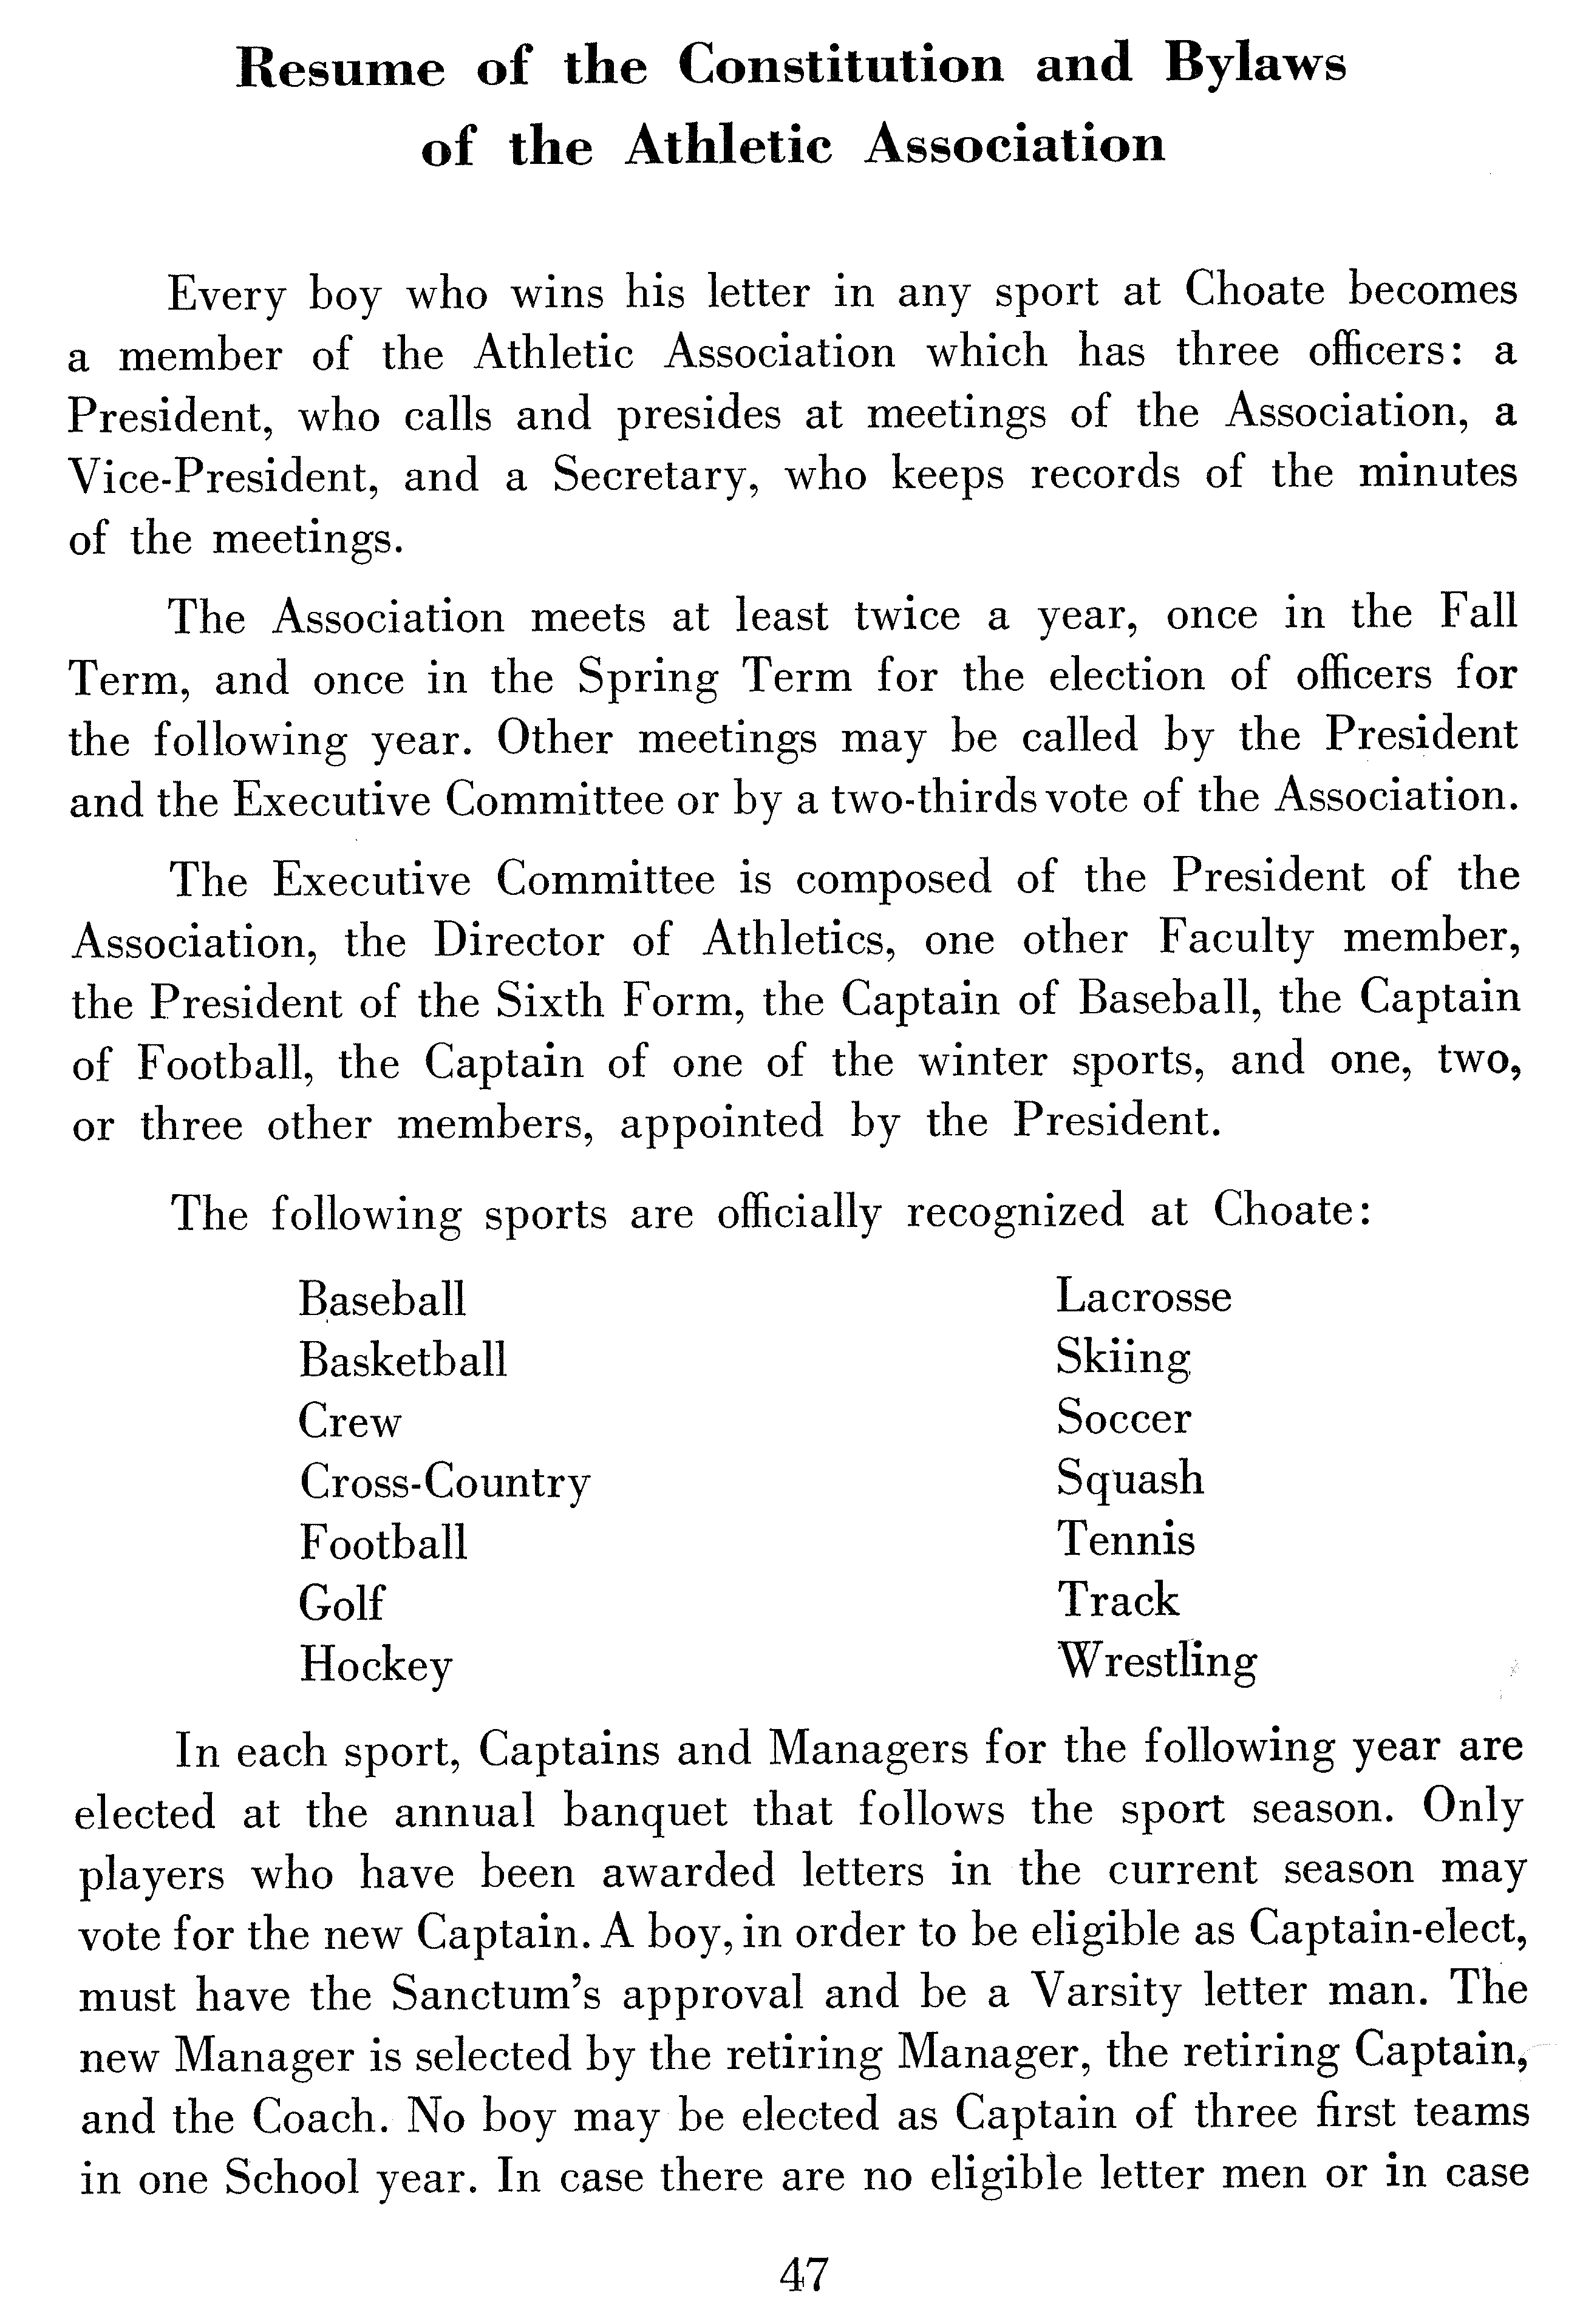 Resume of the Constitution and Bylaws
of the Athletic Association
Every boy who wins his letter in any sport at Choate becomes
a member of the Athletic Association which has three officers: a
President, who calls and presides at meetings of the Association, a
Vice-President, and a Secretary, who keeps records of the minutes
of the meetings.
The Association meets at least twice a year, once in the Fall
Term, and once in the Spring Term for the election of officers for
the following year. Other meetings may be called by the President
and the Executive Committee or by a two-thirds vote of the Association.
The Executive Committee is composed of the President of the
Association, the Director of Athletics, one other Faculty member,
the President of the Sixth Form, the Captain of Baseball, the Captain
of Football, the Captain of one of the winter sports, and one, two,
or three other members, appointed by the President.
The following sports are officially recognized at Choate:
Baseball
Basketball
Crew
Cross-Country
Football
Golf
Hockey
Lacrosse
Skiing
Soccer
Squash
Tennis
Track
Wrestling
In each sport, Captains and Managers for the following year are
elected at the annual banquet that follows the sport season. Only
players who have been awarded letters in the current season may
vote for the new Captain. A boy, in order to be eligible as Captain-elect,
must have the Sanctum's approval and be a Varsity letter man. The
new Manager is selected by the retiring Manager, the retiring Captain,
and the Coach. No boy may be elected as Captain of three first teams
in one School year. In case there are no eligible letter men or in case
47